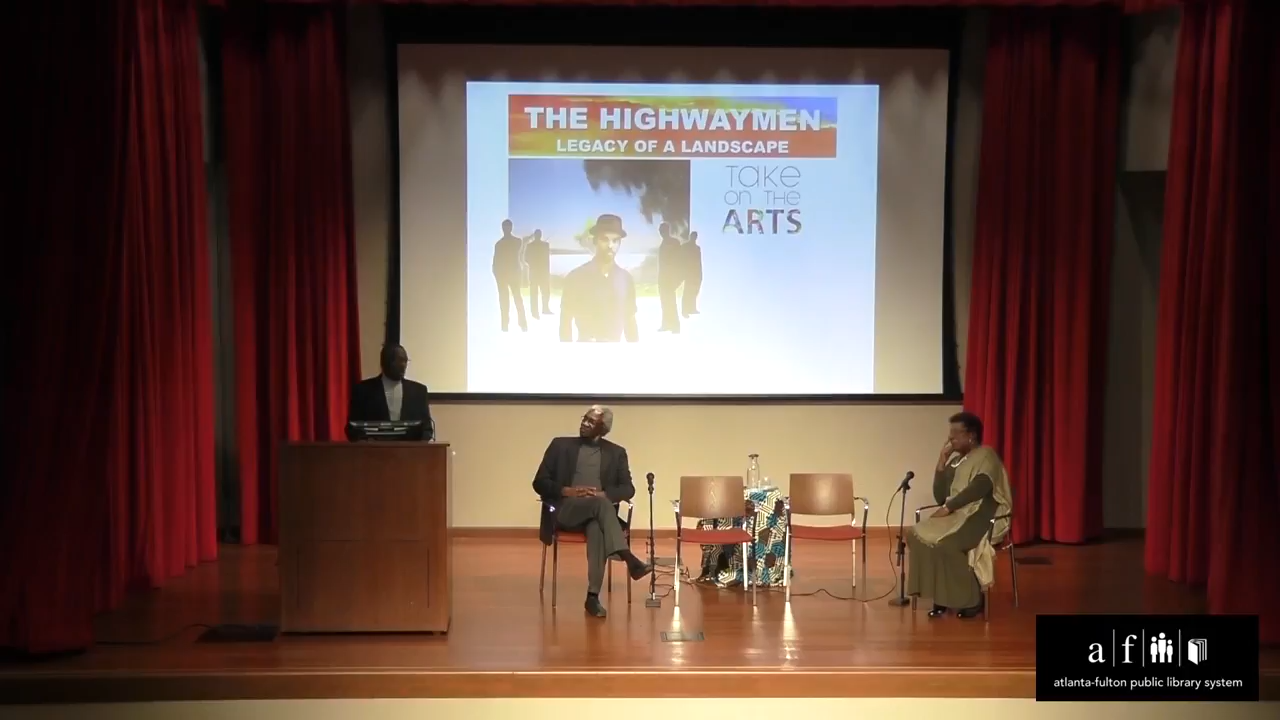 THE HIGHWAYMEN
LEGACY OF A LANDSCAPE
Take
on THE
ARTS
a f
atlanta-fulton public library system